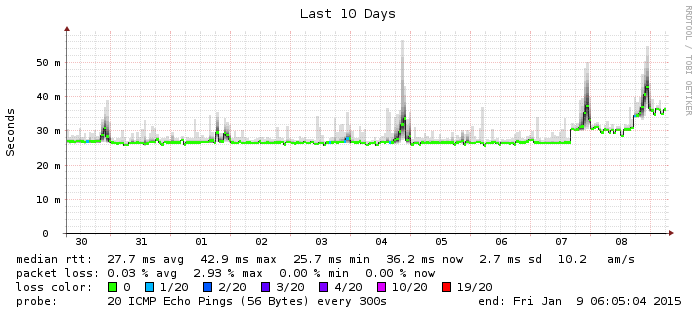 Last 10 Days
RRDTOOL / TOBI OETIKER
Seconds
50 m
40 m
30 m
20 m
10 m
0
30 31 01 02 03 04 05 06 07 08
median rtt: 27.7 ms avg 42.9 ms max 25.7 ms min 36.2 ms now 2.7 ms sd 10.2 am/s
packet loss: 0.03 % avg 2.93 % max 0.00 % min 0.00 % now
loss color: 0 1/20 2/20 3/20 4/20 10/20 19/20
probe: 20 ICMP Echo Pings (56 Bytes) every 300s end: Fri Jan 9 06:05:04 2015